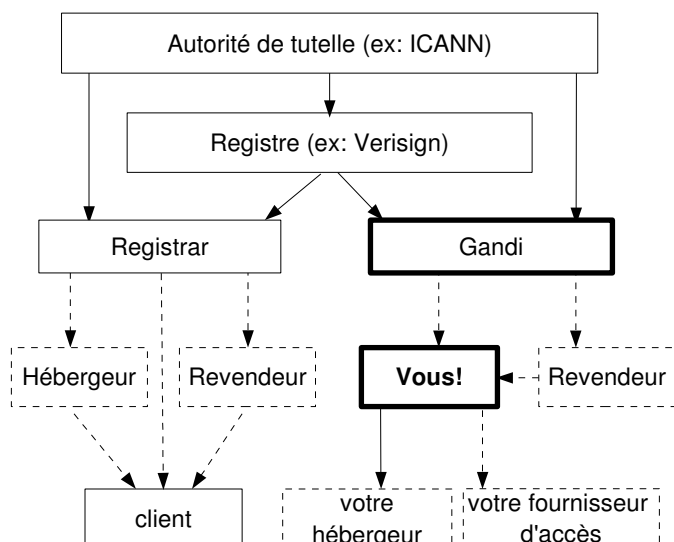 Autorité de tutelle (ex: ICANN)
Registre (ex: Verisign)
Registrar
Gandi
Hébergeur
Revendeur
Vous!
Revendeur
client
votre
hébergeur
votre fournisseur
d'accès